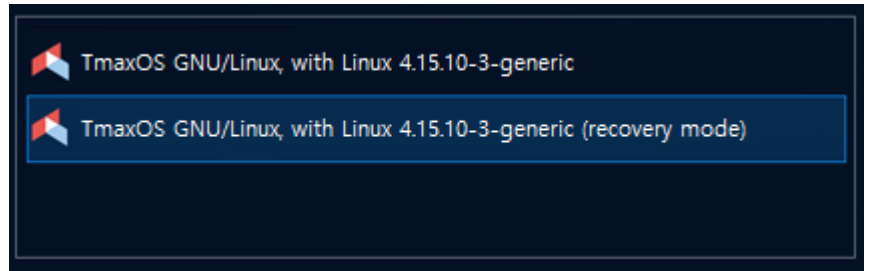 TmaxOS GNU/Linux, with Linux 4.15.10-3-generic
TmaxOS GNU/Linux, with Linux 4.15.10-3-generic (recovery mode)